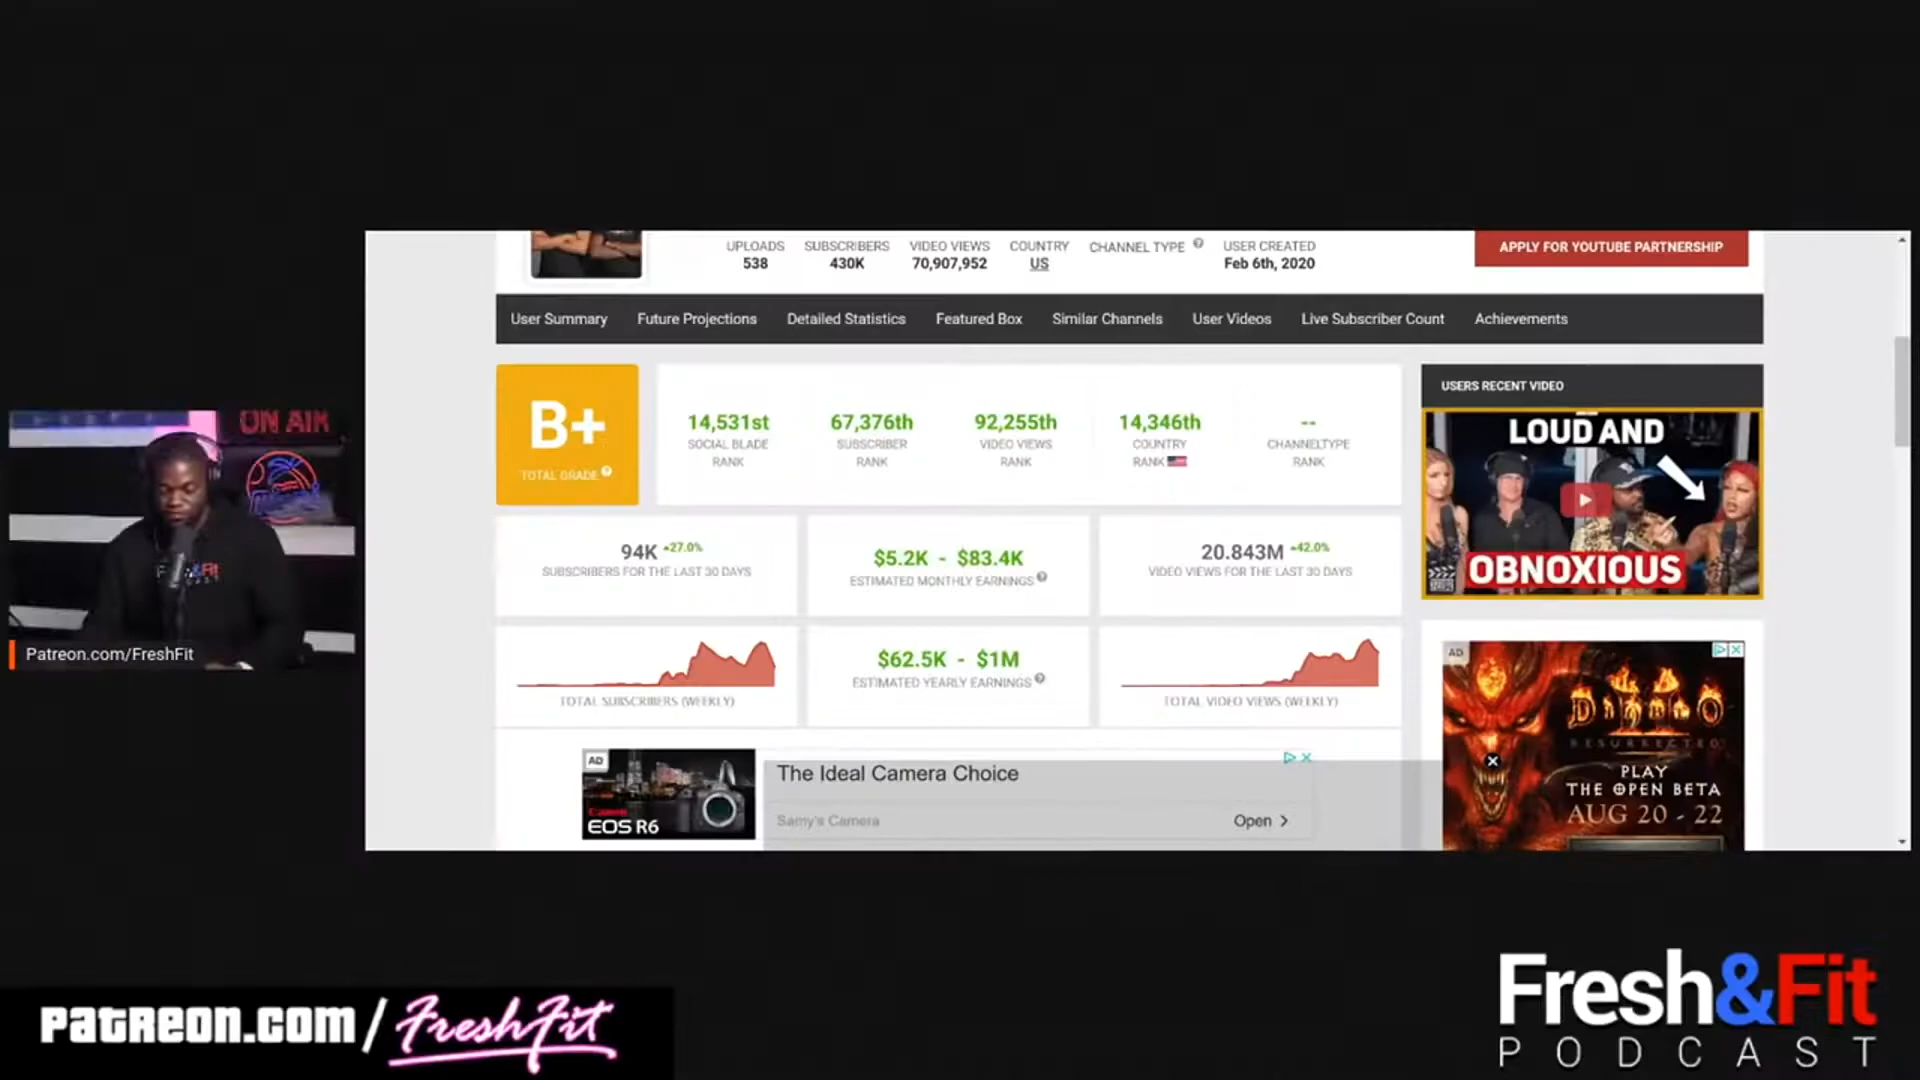 UPLOADS
538
SUBSCRIBERS
430K
VIDEO VIEWS
70,907,952
COUNTRY
US
CHANNEL TYPE
USER CREATED
Feb 6th, 2020
APPLY FOR YOUTUBE PARTNERSHIP
User Summary
Future Projections
Detailed Statistics
Featured Box
Similar Channels
User Videos
Live Subscriber Count
Achievements
B+
TOTAL GRADE
14,531st
SOCIAL BLADE
RANK
67,376th
SUBSCRIBER
RANK
92,255th
VIDEO VIEWS
RANK
14,346th
COUNTRY
RANK
--
CHANNELTYPE
RANK
USERS RECENT VIDEO
LOUD AND
OBNOXIOUS
94K 27.0%
SUBSCRIBERS FOR THE LAST 30 DAYS
$5.2K - $83.4K
ESTIMATED MONTHLY EARNINGS
20.843M 42.0%
VIDEO VIEWS FOR THE LAST 30 DAYS
TOTAL SUBSCRIBERS (WEEKLY)
$62.5K - $1M
ESTIMATED YEARLY EARNINGS
TOTAL VIDEO VIEWS (WEEKLY)
AD
Canon
EOS R6
The Ideal Camera Choice
Samy's Camera
Open
AD
DIABLO
II
RESURRECTED
PLAY
THE OPEN BETA
AUG 20 - 22
ON AIR
Patreon.com/FreshFit
Patreon.com/FreshFit
Fresh&Fit
PODCAST